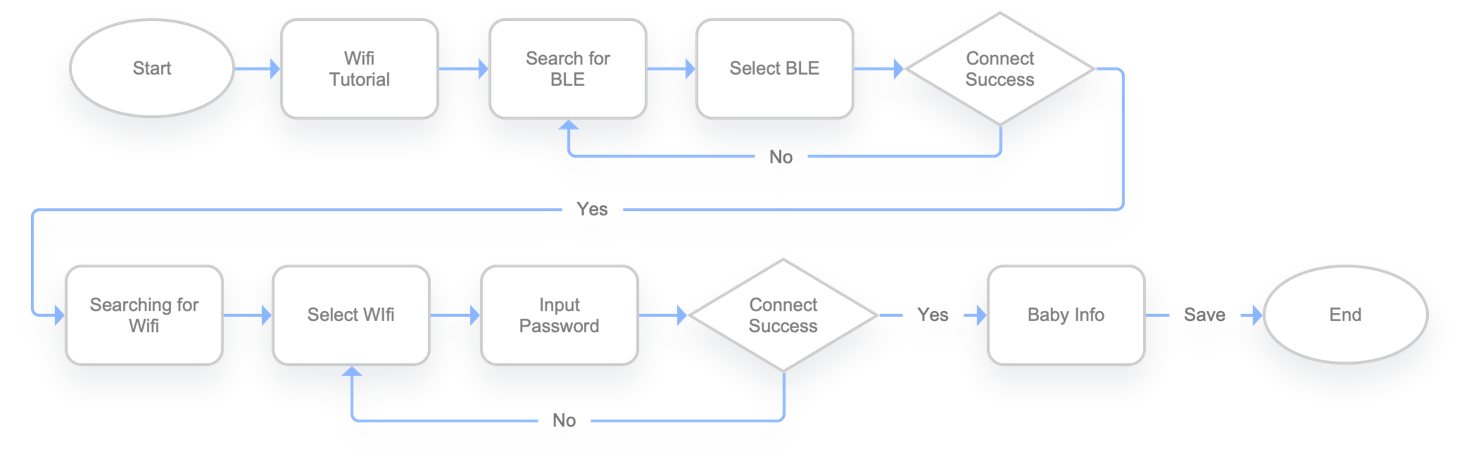 Start
Wifi
Tutorial
Search for
BLE
Select BLE
Connect
Success
No
Yes
Searching for
Wifi
Select WIfi
Input
Password
Connect
Success
Yes
Baby Info
Save
End
No